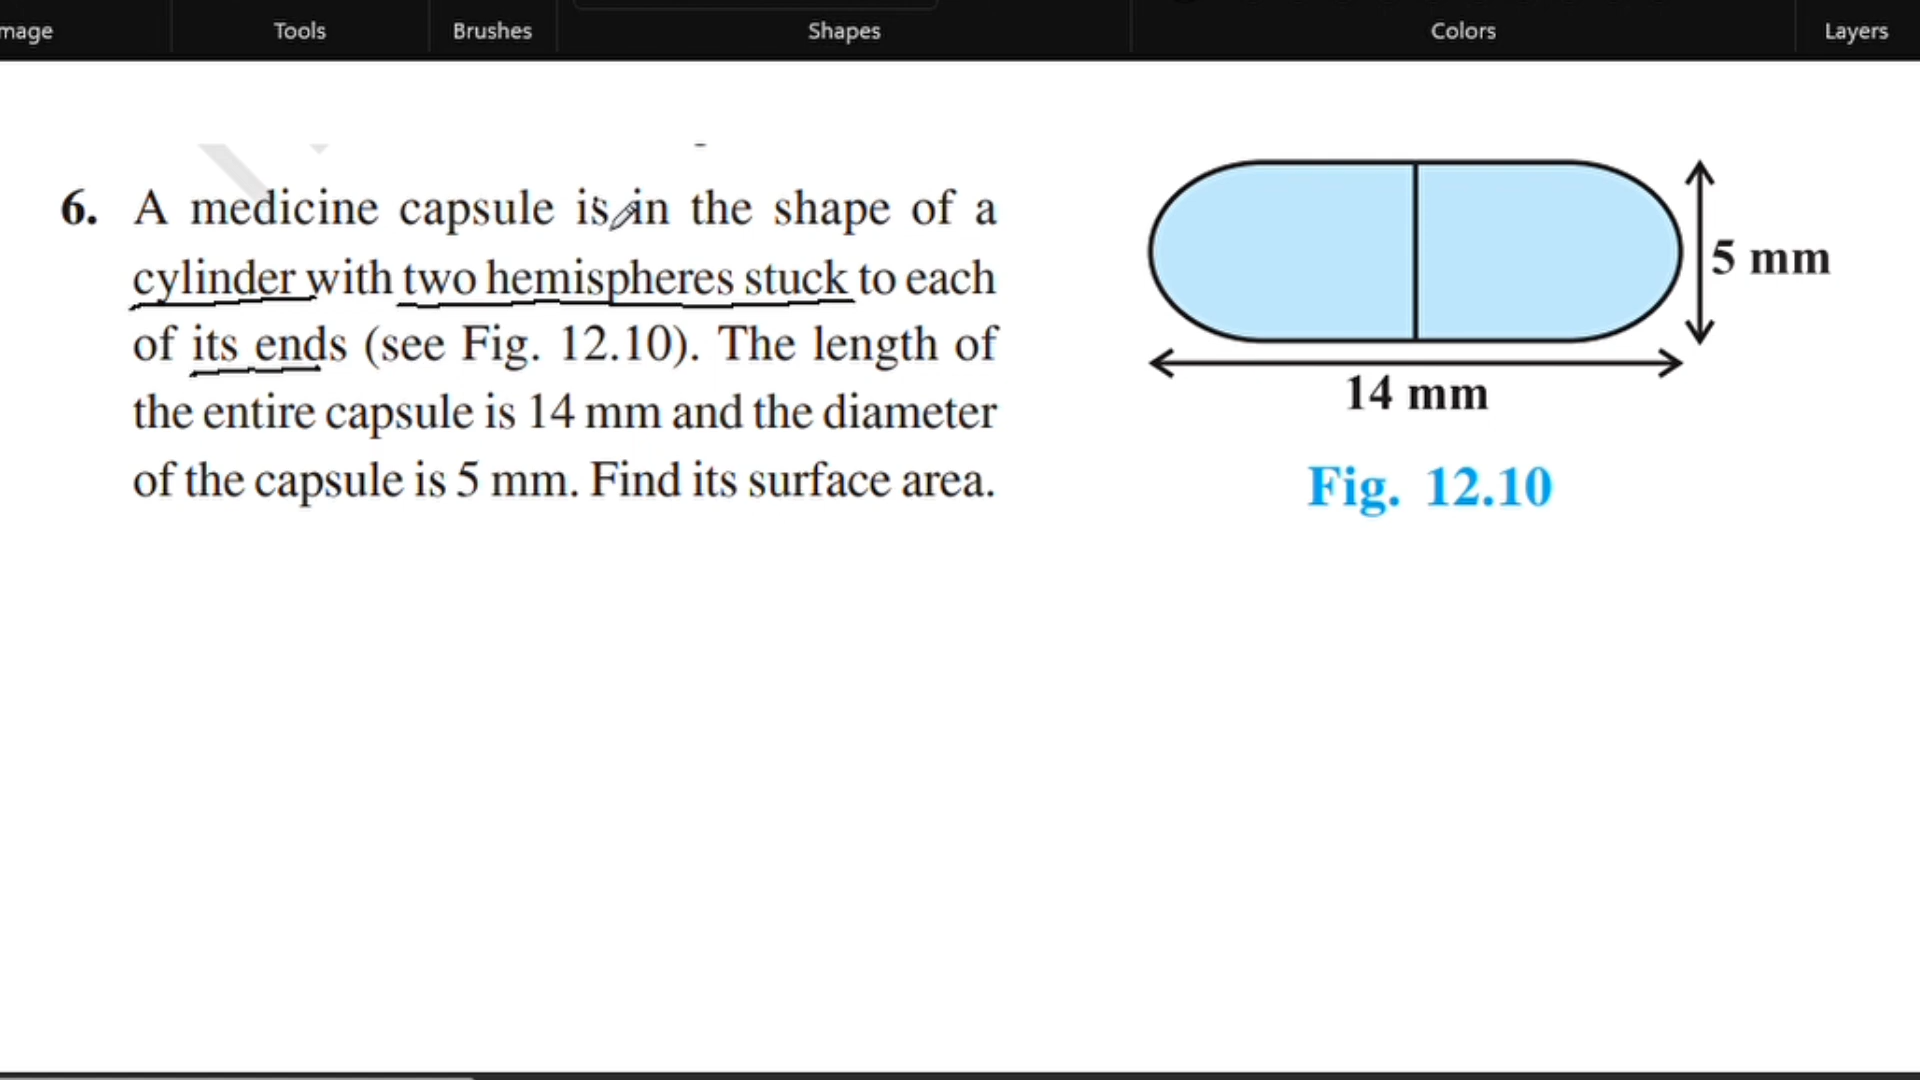 mage Tools Brushes Shapes Colors Layers
6. A medicine capsule is in the shape of a
cylinder with two hemispheres stuck to each
of its ends (see Fig. 12.10). The length of
the entire capsule is 14 mm and the diameter
of the capsule is 5 mm. Find its surface area.
5 mm
14 mm
Fig. 12.10